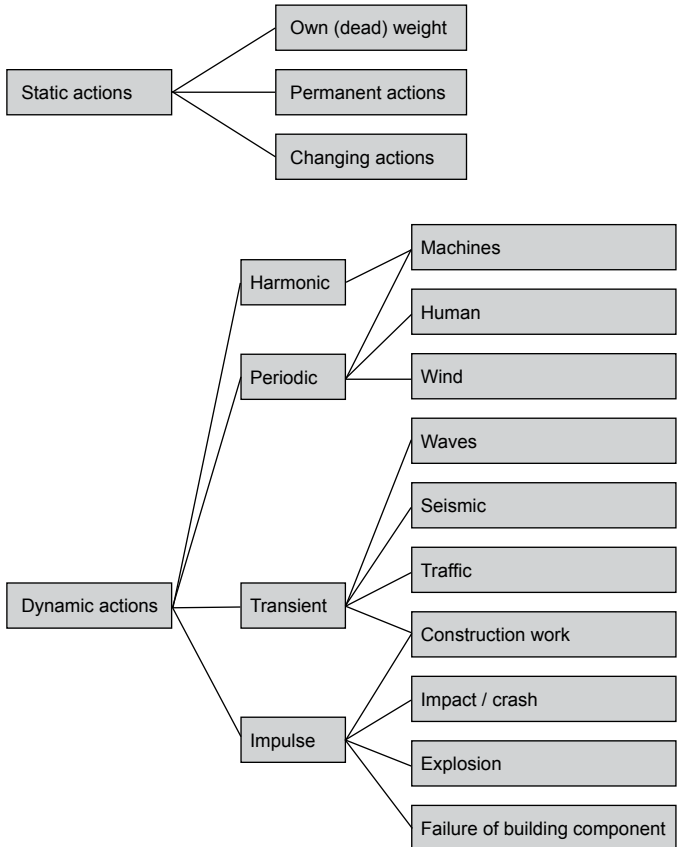 Own (dead) weight
Static actions
Permanent actions
Changing actions
Machines
Harmonic
Human
Periodic
Wind
Waves
Seismic
Traffic
Dynamic actions
Transient
Construction work
Impact / crash
Impulse
Explosion
Failure of building component